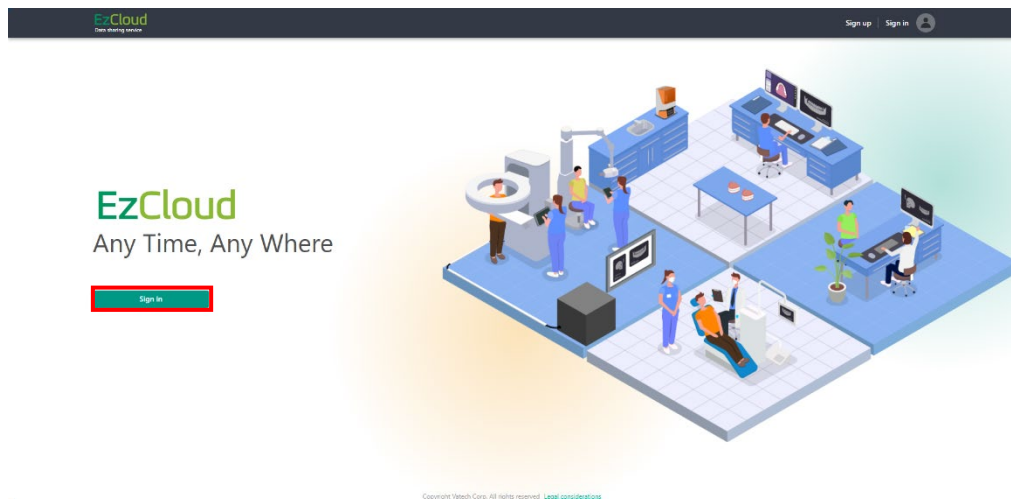 EzCloud
Data sharing service
Sign up
Sign in
EzCloud
Any Time, Any Where
Sign in
Copyright Vatech Corp. All rights reserved. Legal considerations